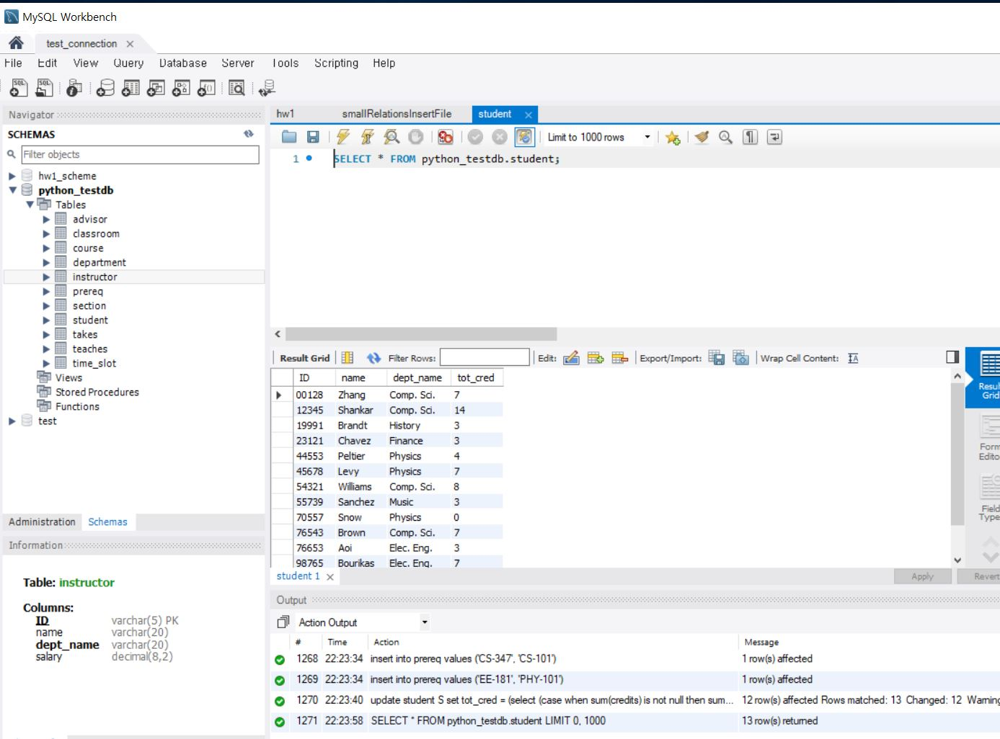 MySQL Workbench
test_connection
File Edit View Query Database Server Tools Scripting Help
Navigator
SCHEMAS
Filter objects
hw1_scheme
python_testdb
Tables
advisor
classroom
course
department
instructor
prereq
section
student
takes
teaches
time_slot
Views
Stored Procedures
Functions
test
Administration Schemas
Information
Table: instructor
Columns:
ID varchar(5) PK
name varchar(20)
dept_name varchar(20)
salary decimal(8,2)
hw1 smallRelationsInsertFile student
Limit to 1000 rows
1 SELECT * FROM python_testdb.student;
Result Grid Filter Rows: Edit: Export/Import: Wrap Cell Content:
ID name dept_name tot_cred
00128 Zhang Comp. Sci. 7
12345 Shankar Comp. Sci. 14
19991 Brandt History 3
23121 Chavez Finance 3
44553 Peltier Physics 4
45678 Levy Physics 7
54321 Williams Comp. Sci. 8
55739 Sanchez Music 3
70557 Snow Physics 0
76543 Brown Comp. Sci. 7
76653 Aoi Elec. Eng. 3
98765 Bourikas Elec. Eng. 7
Result
Grid
Form
Editor
Field
Types
student 1
Apply Revert
Output
Action Output
# Time Action Message
1268 22:23:34 insert into prereq values ('CS-347', 'CS-101') 1 row(s) affected
1269 22:23:34 insert into prereq values ('EE-181', 'PHY-101') 1 row(s) affected
1270 22:23:40 update student S set tot_cred = (select (case when sum(credits) is not null then sum... 12 row(s) affected Rows matched: 13 Changed: 12 Warning
1271 22:23:58 SELECT * FROM python_testdb.student LIMIT 0, 1000 13 row(s) returned